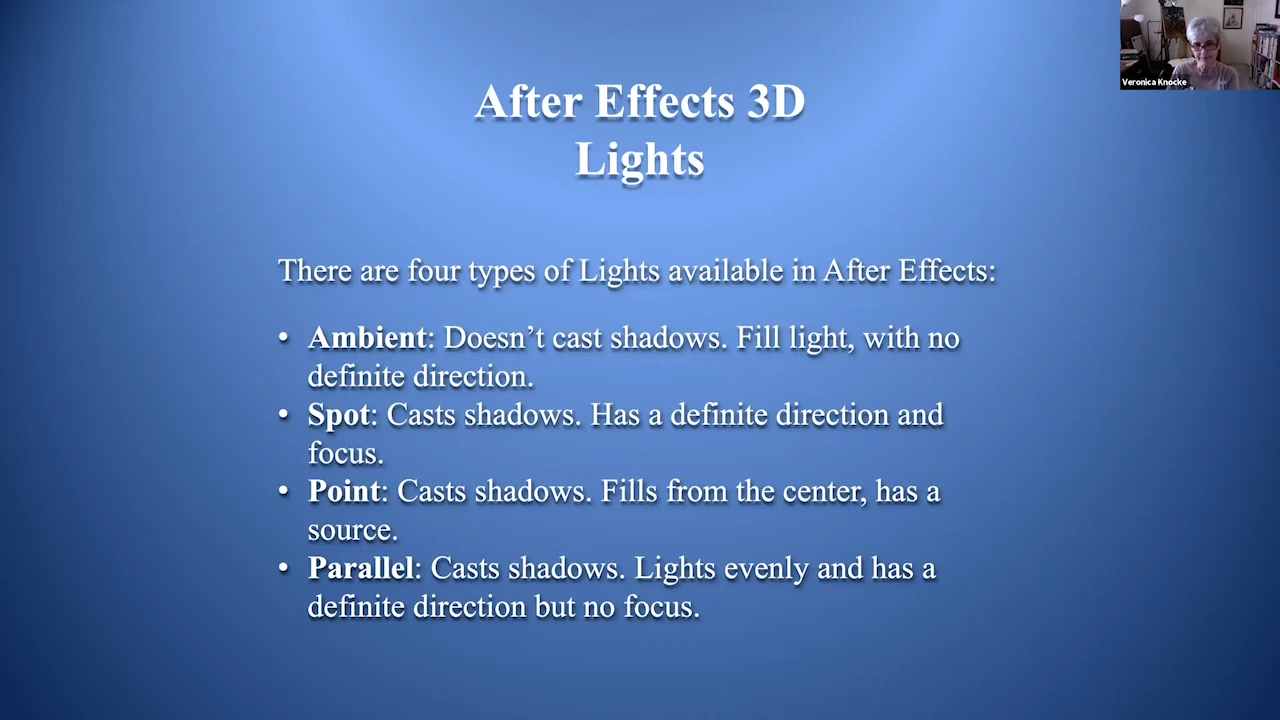 After Effects 3D
Lights
Veronica Knocke
There are four types of Lights available in After Effects:
• Ambient: Doesn’t cast shadows. Fill light, with no
definite direction.
• Spot: Casts shadows. Has a definite direction and
focus.
• Point: Casts shadows. Fills from the center, has a
source.
• Parallel: Casts shadows. Lights evenly and has a
definite direction but no focus.